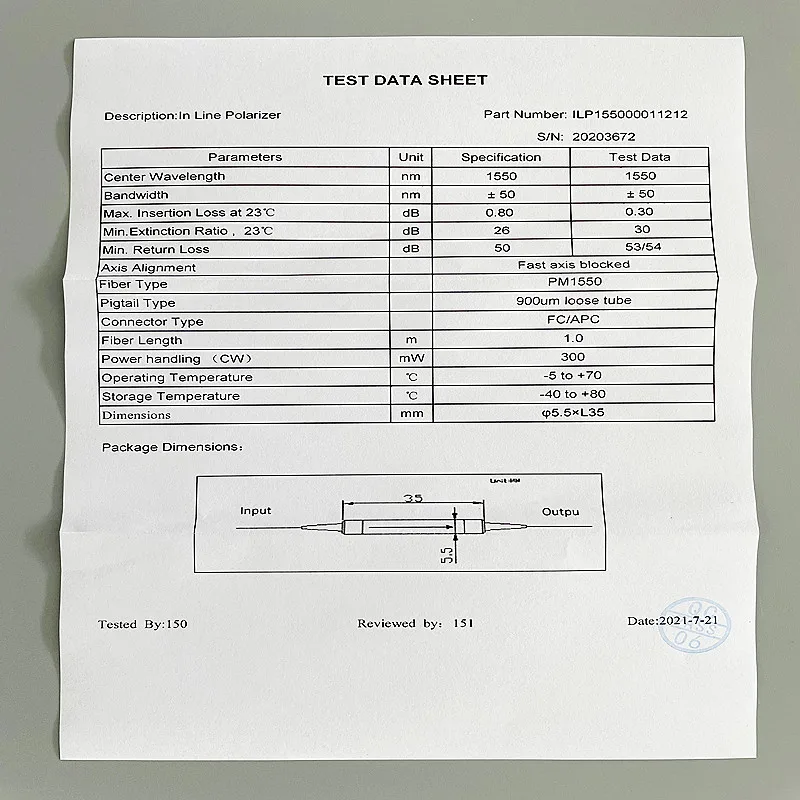 TEST DATA SHEET
Description:In Line Polarizer Part Number: ILP155000011212
S/N: 20203672
Parameters Unit Specification Test Data
Center Wavelength nm 1550 1550
Bandwidth nm ± 50 ± 50
Max. Insertion Loss at 23℃ dB 0.80 0.30
Min.Extinction Ratio , 23℃ dB 26 30
Min. Return Loss dB 50 53/54
Axis Alignment Fast axis blocked
Fiber Type PM1550
Pigtail Type 900um loose tube
Connector Type FC/APC
Fiber Length m 1.0
Power handling （CW） mW 300
Operating Temperature ℃ -5 to +70
Storage Temperature ℃ -40 to +80
Dimensions mm φ5.5×L35
Package Dimensions:
Unit:MM
35
Input Outpu
5.5
Tested By:150 Reviewed by: 151 Date:2021-7-21
QC
06